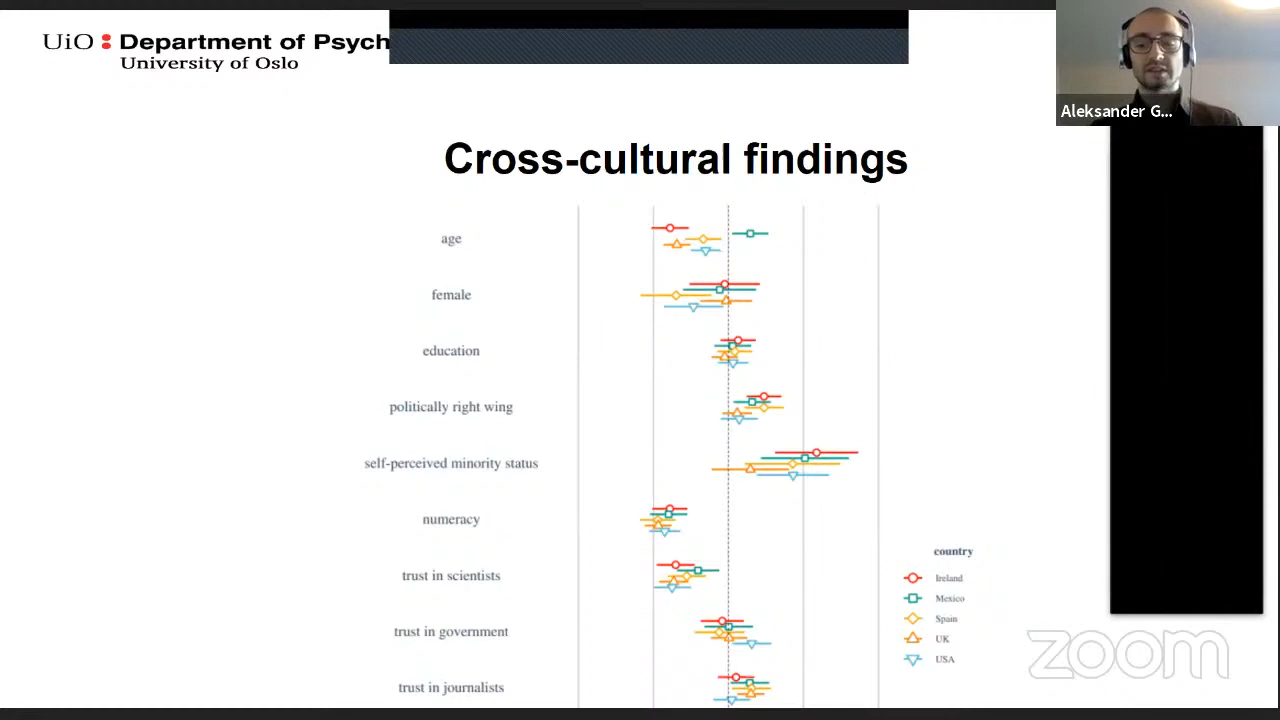 UiO : Department of Psych
University of Oslo
Aleksander G...
Cross-cultural findings
age
female
education
politically right wing
self-perceived minority status
numeracy
trust in scientists
trust in government
trust in journalists
country
Ireland
Mexico
Spain
UK
USA
zoom